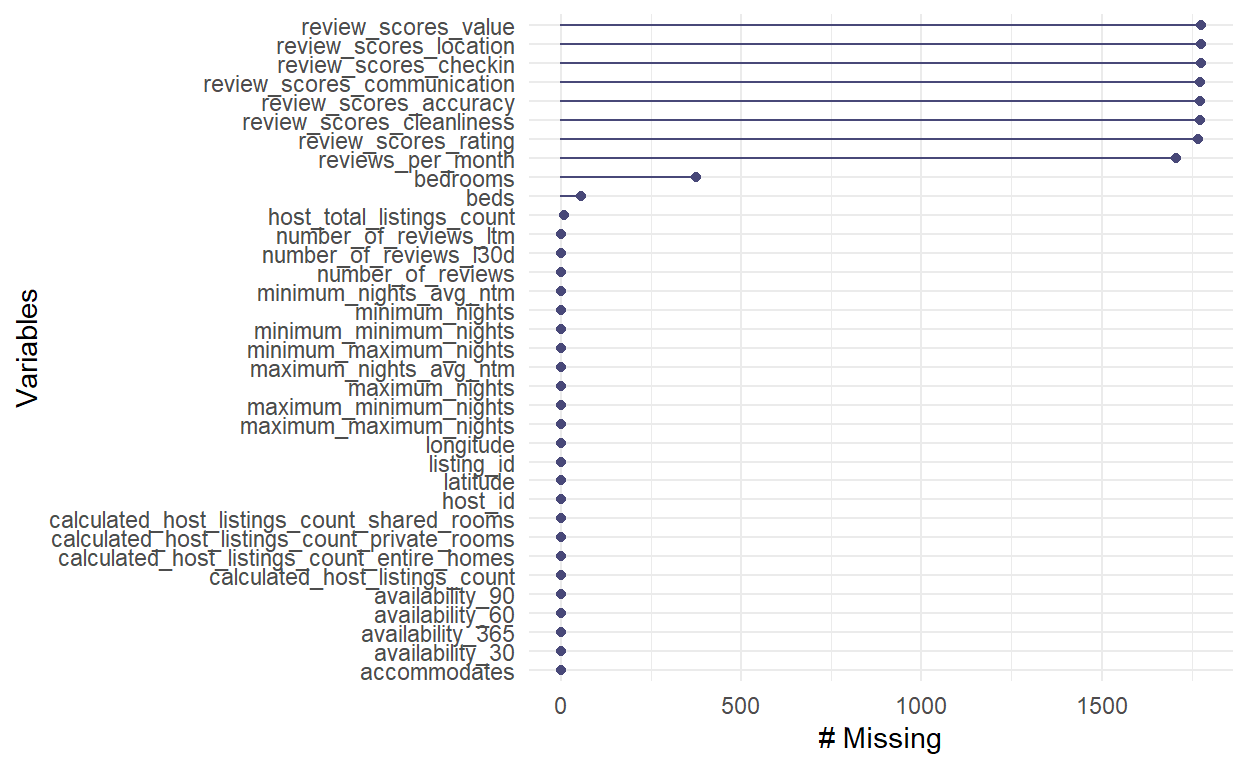 review_scores_value
review_scores_location
review_scores_checkin
review_scores_communication
review_scores_accuracy
review_scores_cleanliness
review_scores_rating
reviews_per_month
bedrooms
beds
host_total_listings_count
number_of_reviews_ltm
number_of_reviews_l30d
number_of_reviews
minimum_nights_avg_ntm
minimum_nights
minimum_minimum_nights
minimum_maximum_nights
maximum_nights_avg_ntm
maximum_nights
maximum_minimum_nights
maximum_maximum_nights
longitude
listing_id
latitude
host_id
calculated_host_listings_count_shared_rooms
calculated_host_listings_count_private_rooms
calculated_host_listings_count_entire_homes
calculated_host_listings_count
availability_90
availability_60
availability_365
availability_30
accommodates
Variables
0 500 1000 1500
# Missing